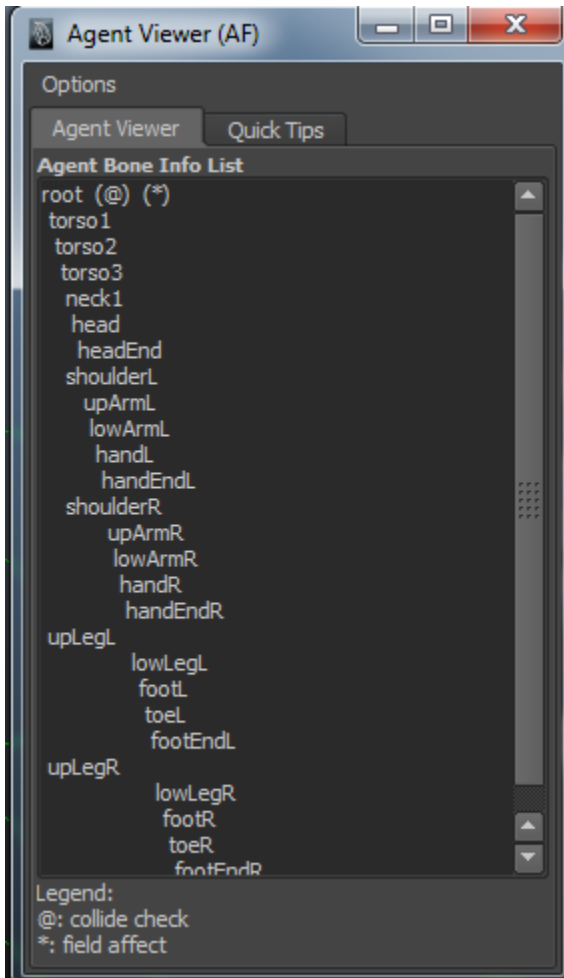 Agent Viewer (AF)
Options
Agent Viewer
Quick Tips
Agent Bone Info List
root (@) (*)
torso1
torso2
torso3
neck1
head
headEnd
shoulderL
upArmL
lowArmL
handL
handEndL
shoulderR
upArmR
lowArmR
handR
handEndR
upLegL
lowLegL
footL
toeL
footEndL
upLegR
lowLegR
footR
toeR
footEndR
Legend:
@: collide check
*: field affect